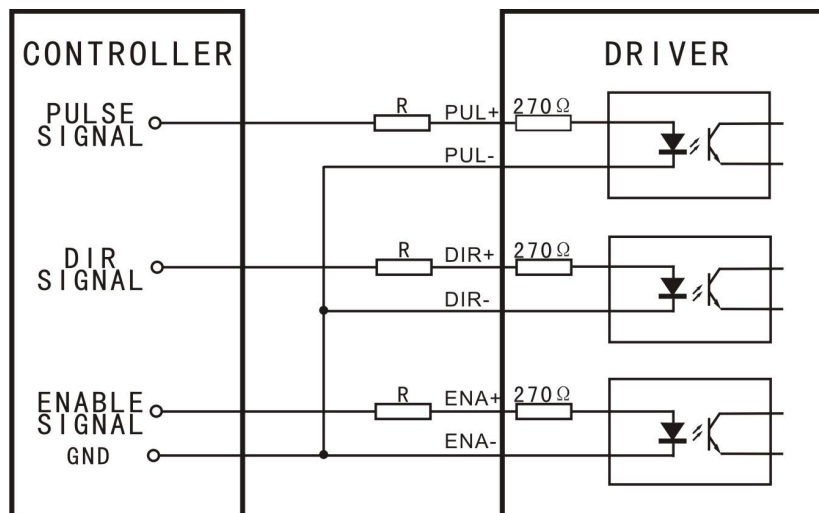 CONTROLLER
DRIVER
PULSE
SIGNAL
R
PUL+
270Ω
PUL-
DIR
SIGNAL
R
DIR+
270Ω
DIR-
ENABLE
SIGNAL
R
ENA+
270Ω
GND
ENA-